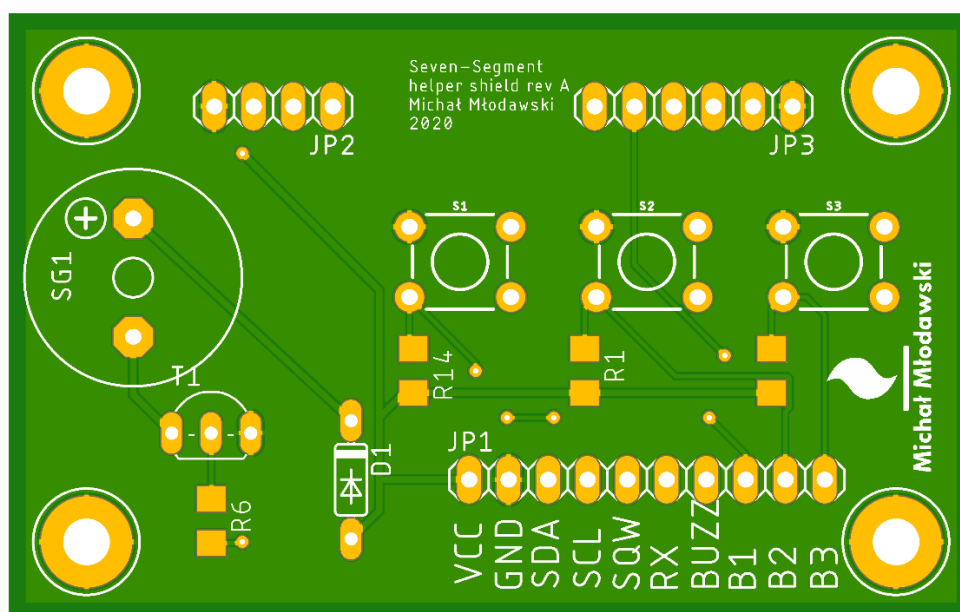 Seven-Segment
helper shield rev A
Michał Młodawski
2020
JP2
JP3
S1
S2
S3
SG1
+
T1
R14
R1
Michał Młodawski
D1
JP1
R6
VCC
GND
SDA
SCL
SQW
RX
BUZZ
B1
B2
B3